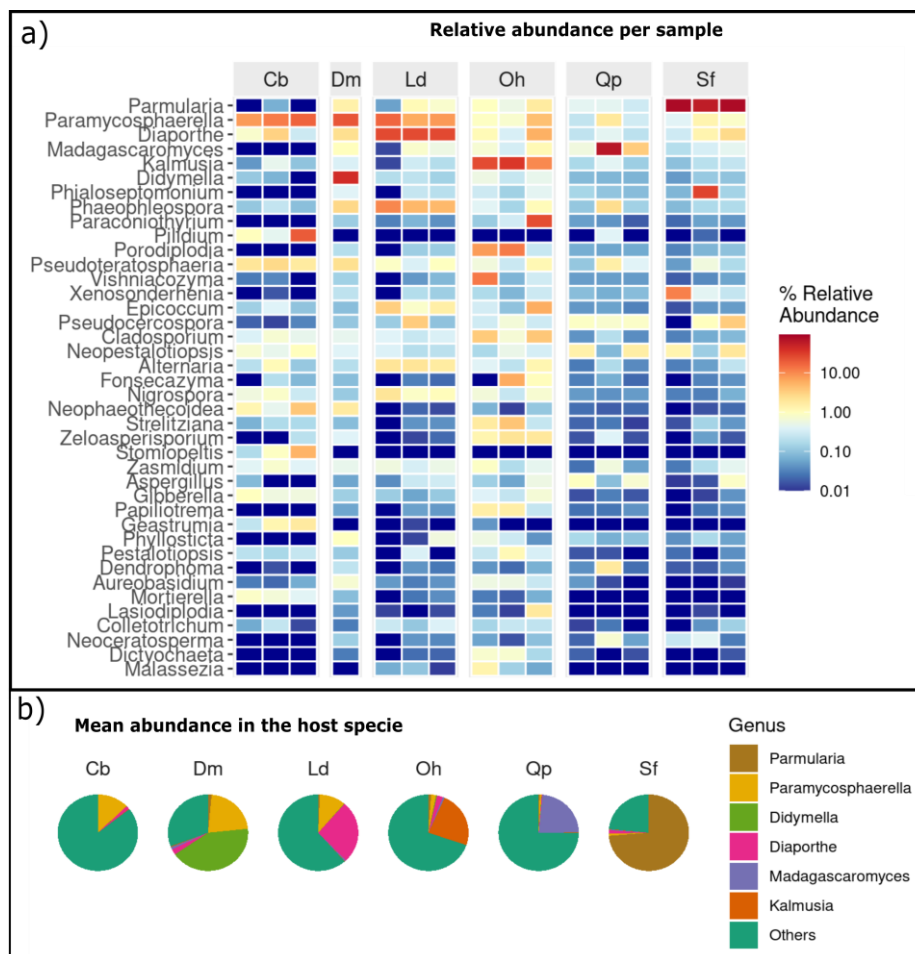 a)
Relative abundance per sample
Cb Dm Ld Oh Qp Sf
Parmularia
Paramycosphaerella
Diaporthe
Madagascaromyces
Kalmusia
Didymella
Phialoseptomonium
Phaeophleospora
Paraconiothyrium
Pilidium
Porodiplodia
Pseudoteratosphaeria
Vishniacozyma
Xenosonderhenia
Epicoccum
Pseudocercospora
Cladosporium
Neopestalotiopsis
Alternaria
Fonsecazyma
Nigrospora
Neophaeothecoidea
Strelitziana
Zeloasperisporium
Stomiopeltis
Zasmidium
Aspergillus
Gibberella
Papiliotrema
Geastrumia
Phyllosticta
Pestalotiopsis
Dendrophoma
Aureobasidium
Mortierella
Lasiodiplodia
Colletotrichum
Neoceratosperma
Dictyochaeta
Malassezia
% Relative
Abundance
10.00
1.00
0.10
0.01
b)
Mean abundance in the host specie
Cb Dm Ld Oh Qp Sf
Genus
Parmularia
Paramycosphaerella
Didymella
Diaporthe
Madagascaromyces
Kalmusia
Others